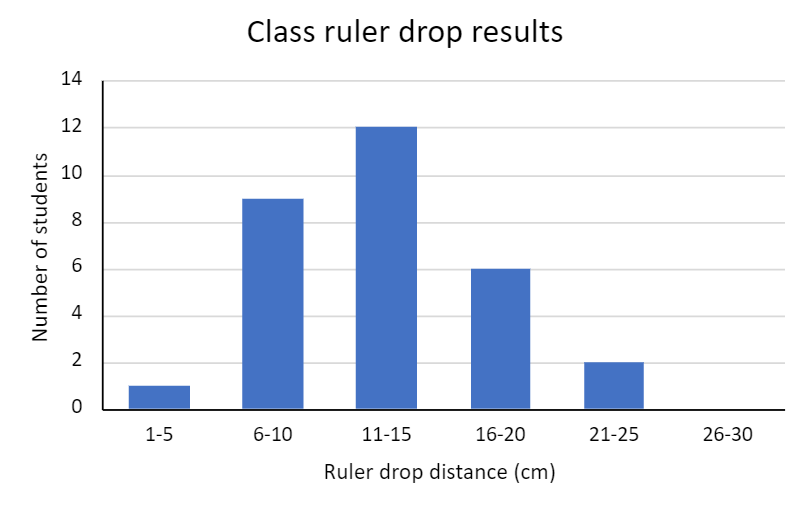 Class ruler drop results
14
12
10
8
6
4
2
0
Number of students
1-5 6-10 11-15 16-20 21-25 26-30
Ruler drop distance (cm)